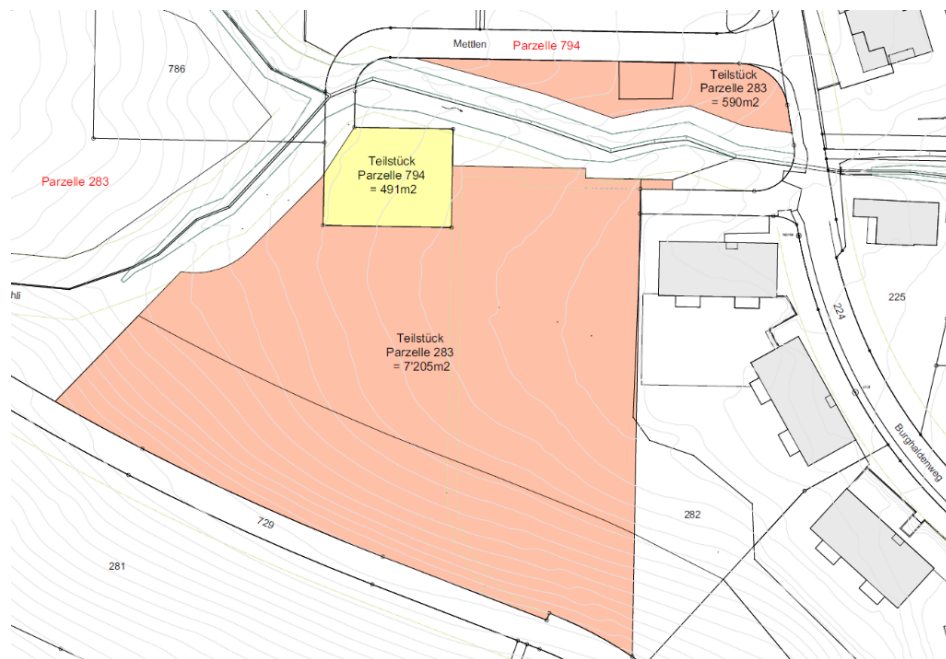 Mettlen
Parzelle 794
786
Teilstück
Parzelle 283
= 590m2
Teilstück
Parzelle 794
= 491m2
Parzelle 283
hli
225
224
Teilstück
Parzelle 283
= 7'205m2
Burghaldenweg
282
729
281